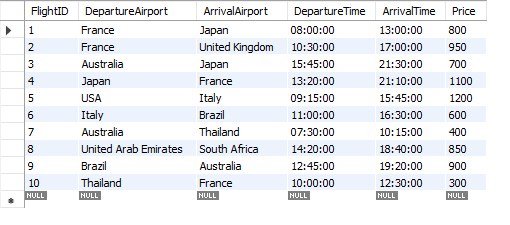 FlightID DepartureAirport ArrivalAirport DepartureTime ArrivalTime Price
1 France Japan 08:00:00 13:00:00 800
2 France United Kingdom 10:30:00 17:00:00 950
3 Australia Japan 15:45:00 21:30:00 700
4 Japan France 13:20:00 21:10:00 1100
5 USA Italy 09:15:00 15:45:00 1200
6 Italy Brazil 11:00:00 16:30:00 600
7 Australia Thailand 07:30:00 10:15:00 400
8 United Arab Emirates South Africa 14:20:00 18:40:00 850
9 Brazil Australia 12:45:00 19:20:00 900
10 Thailand France 10:00:00 12:30:00 300
NULL NULL NULL NULL NULL NULL